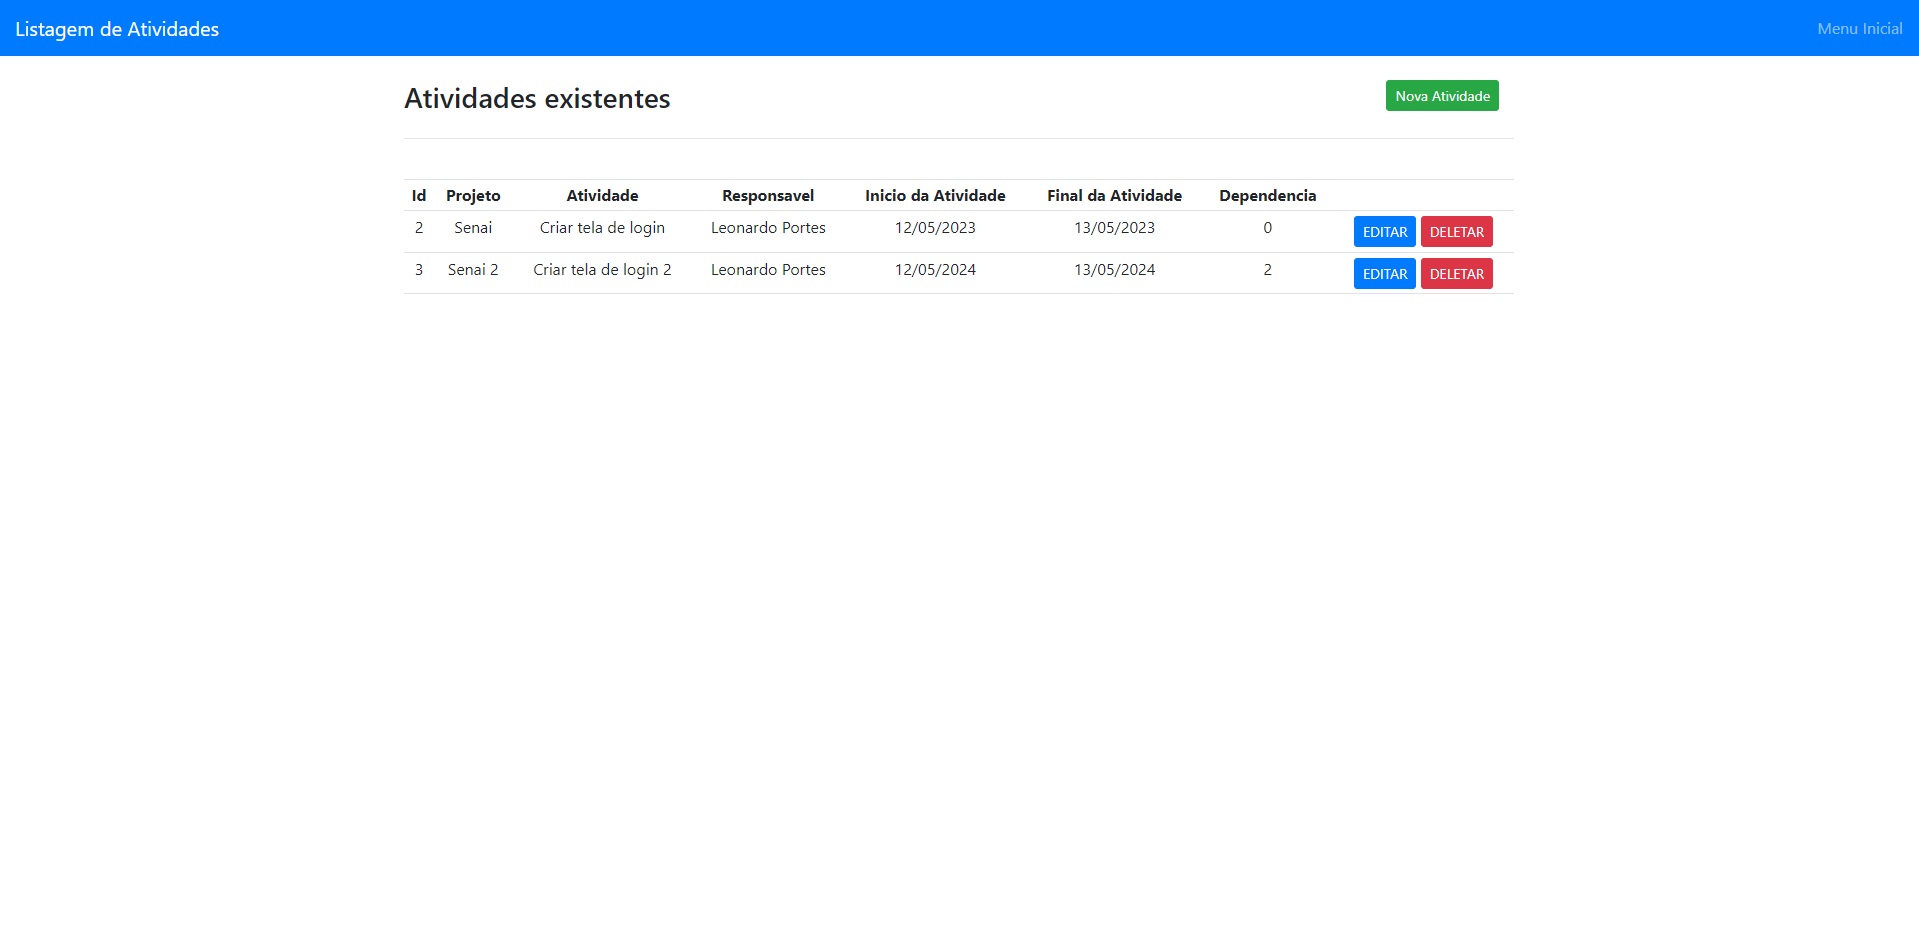 Listagem de Atividades Menu Inicial
Atividades existentes Nova Atividade
Id Projeto Atividade Responsavel Inicio da Atividade Final da Atividade Dependencia
2 Senai Criar tela de login Leonardo Portes 12/05/2023 13/05/2023 0 EDITAR DELETAR
3 Senai 2 Criar tela de login 2 Leonardo Portes 12/05/2024 13/05/2024 2 EDITAR DELETAR